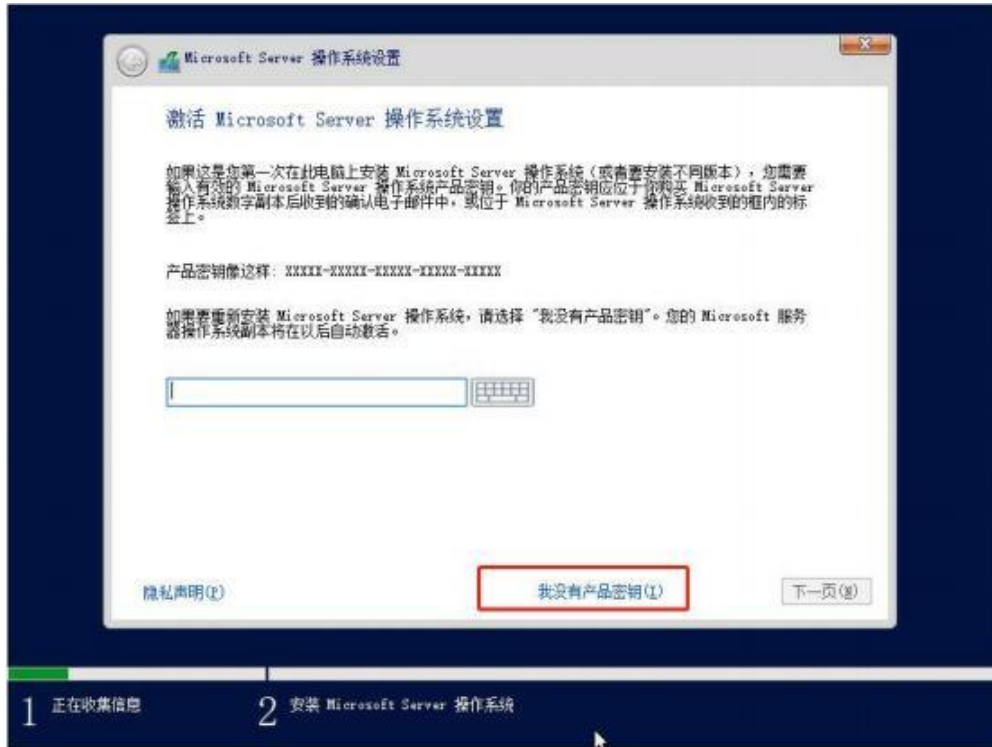 Microsoft Server 操作系统设置
激活 Microsoft Server 操作系统设置
如果这是您第一次在此电脑上安装 Microsoft Server 操作系统（或者要安装不同版本），您需要
输入有效的 Microsoft Server 操作系统产品密钥。你的产品密钥应位于你购买 Microsoft Server
操作系统数字副本后收到的确认电子邮件中，或位于 Microsoft Server 操作系统收到的框内的标
签上。
产品密钥像这样: XXXXX-XXXXX-XXXXX-XXXXX-XXXXX
如果要重新安装 Microsoft Server 操作系统，请选择“我没有产品密钥”。您的 Microsoft 服务
器操作系统副本将在以后自动激活。
隐私声明(P)
我没有产品密钥(I)
下一页(N)
1 正在收集信息
2 安装 Microsoft Server 操作系统